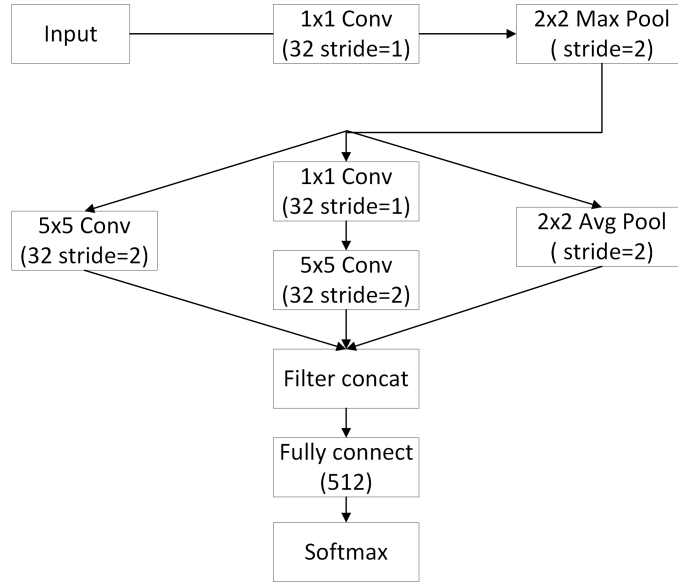 Input
1x1 Conv
(32 stride=1)
2x2 Max Pool
( stride=2)
5x5 Conv
(32 stride=2)
1x1 Conv
(32 stride=1)
5x5 Conv
(32 stride=2)
2x2 Avg Pool
( stride=2)
Filter concat
Fully connect
(512)
Softmax